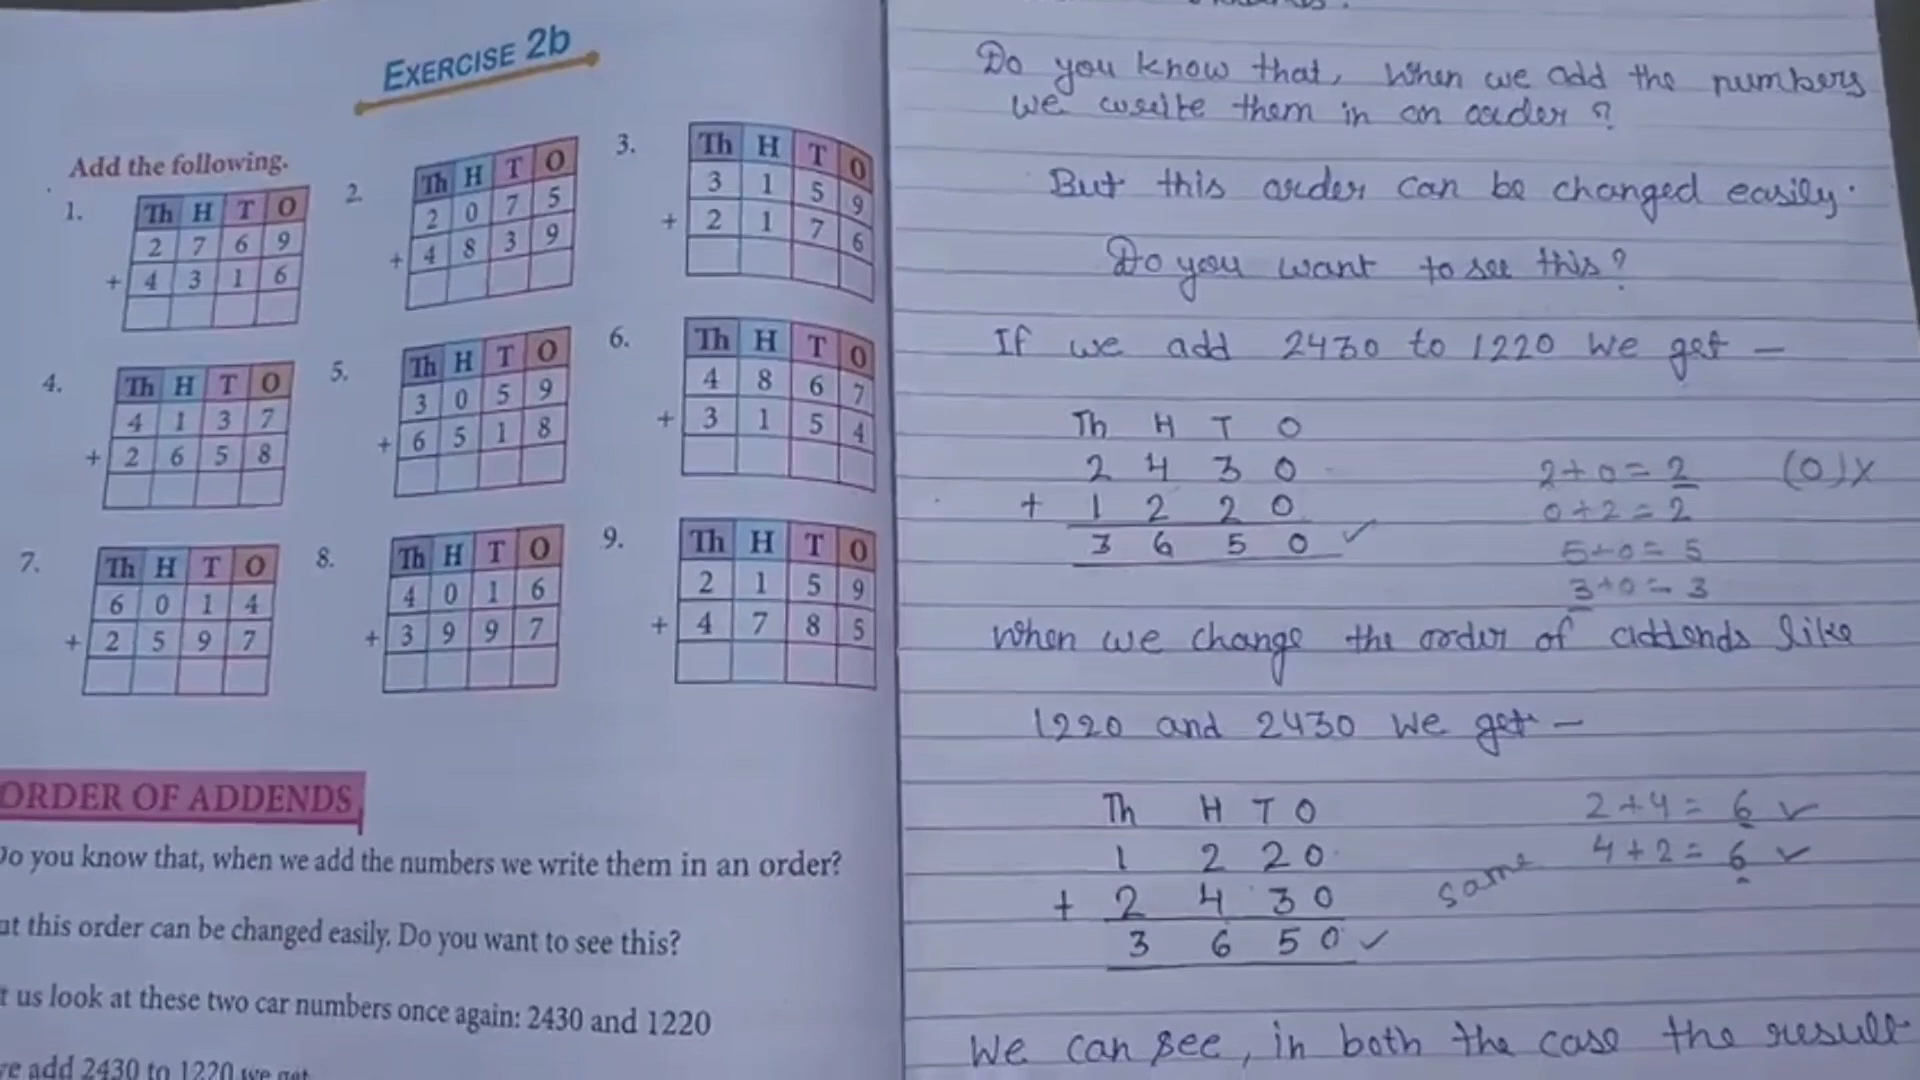 EXERCISE 2b
Add the following.
1.
Th H T O
2 7 6 9
+ 4 3 1 6
2.
Th H T O
2 0 7 5
+ 4 8 3 9
3.
Th H T O
3 1 5 9
+ 2 1 7 6
4.
Th H T O
4 1 3 7
+ 2 6 5 8
5.
Th H T O
3 0 5 9
+ 6 5 1 8
6.
Th H T O
4 8 6 7
+ 3 1 5 4
7.
Th H T O
6 0 1 4
+ 2 5 9 7
8.
Th H T O
4 0 1 6
+ 3 9 9 7
9.
Th H T O
2 1 5 9
+ 4 7 8 5
ORDER OF ADDENDS
Do you know that, when we add the numbers we write them in an order?
this order can be changed easily. Do you want to see this?
us look at these two car numbers once again: 2430 and 1220
add 2430 to 1220 we get
Do you know that, when we add the numbers
we write them in an order?
But this order can be changed easily.
Do you want to see this?
If we add 2430 to 1220 we get –
Th H T O
2 4 3 0
+ 1 2 2 0
3 6 5 0 ✓
2+0=2 (0)x
0+2=2
5+0=5
3+0=3
when we change the order of addends like
1220 and 2430 we get –
Th H T O
1 2 2 0
+ 2 4 3 0
3 6 5 0 ✓
2+4=6 ✓
same 4+2=6 ✓
We can see, in both the case the result